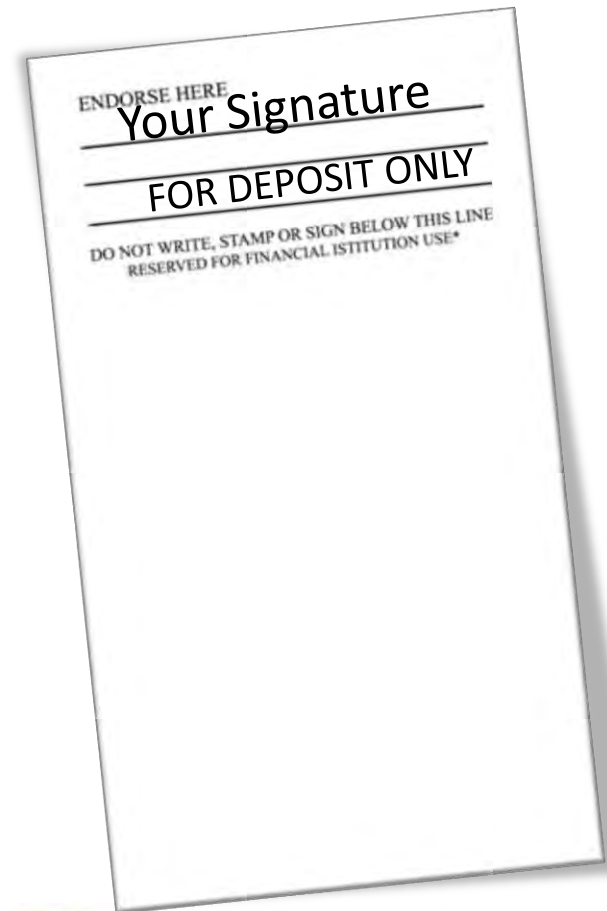 ENDORSE HERE
Your Signature
FOR DEPOSIT ONLY
DO NOT WRITE, STAMP OR SIGN BELOW THIS LINE
RESERVED FOR FINANCIAL ISTITUTION USE*